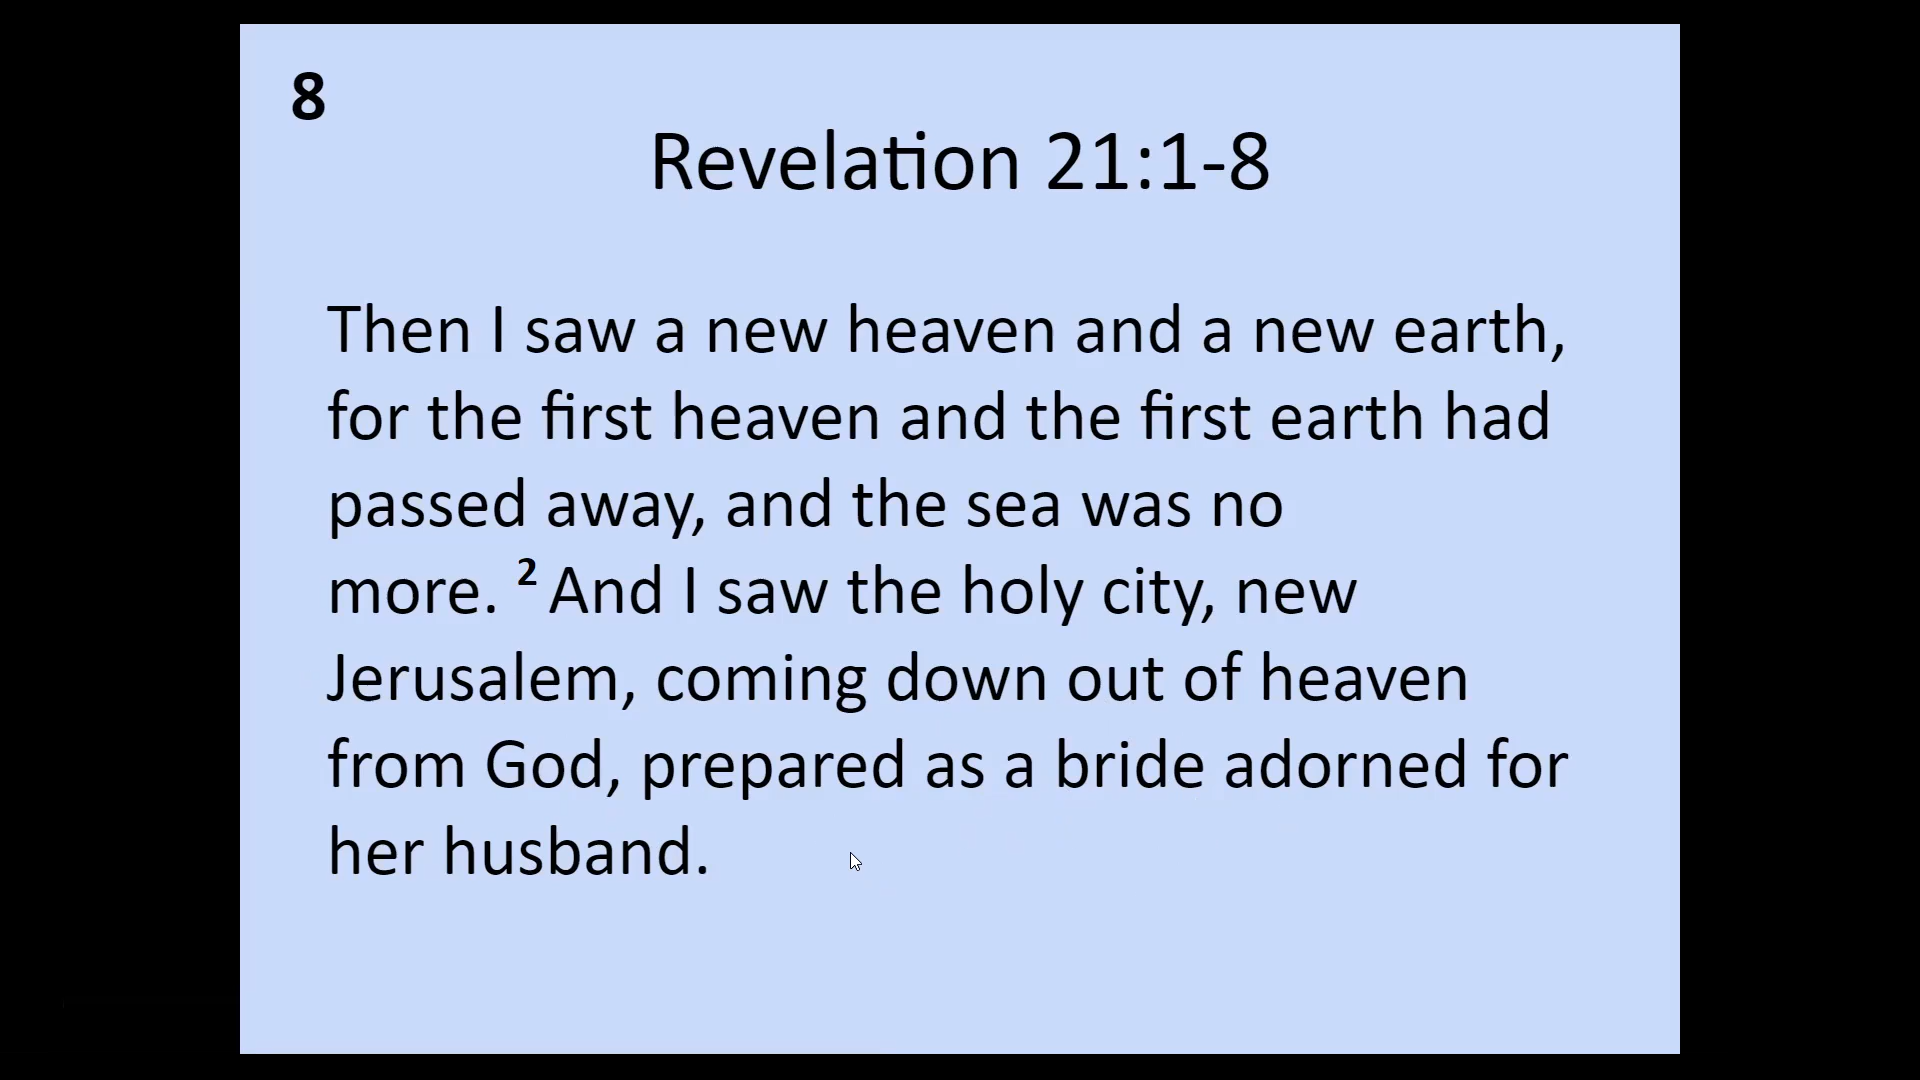 8
Revelation 21:1-8
Then I saw a new heaven and a new earth,
for the first heaven and the first earth had
passed away, and the sea was no
more. ² And I saw the holy city, new
Jerusalem, coming down out of heaven
from God, prepared as a bride adorned for
her husband.